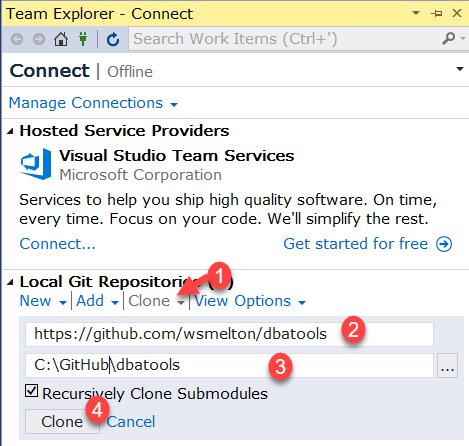 Team Explorer - Connect
Search Work Items (Ctrl+')
Connect | Offline
Manage Connections
Hosted Service Providers
Visual Studio Team Services
Microsoft Corporation
Services to help you ship high quality software. On time,
every time. Focus on your code. We'll simplify the rest.
Connect... Get started for free
Local Git Repositories
1
New Add Clone View Options
https://github.com/wsmelton/dbatools 2
C:\GitHub\dbatools 3 ...
Recursively Clone Submodules
4
Clone Cancel